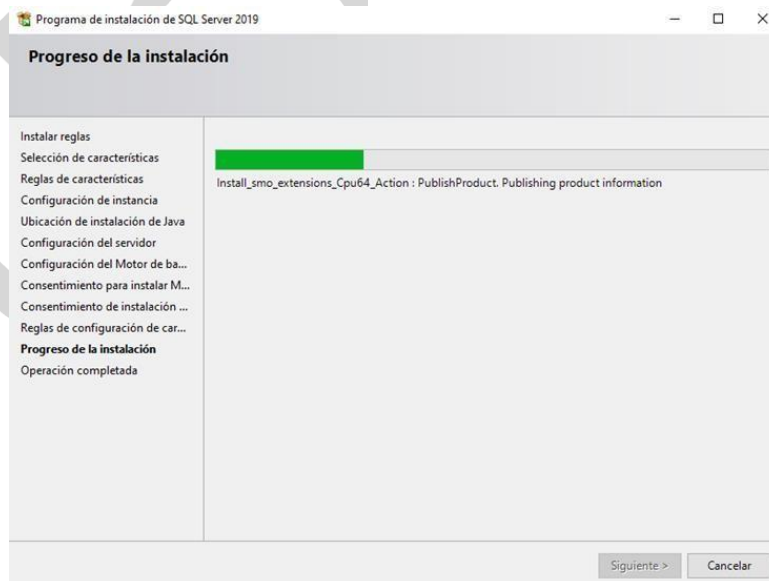 Programa de instalación de SQL Server 2019
Progreso de la instalación
Instalar reglas
Selección de características
Reglas de características
Configuración de instancia
Ubicación de instalación de Java
Configuración del servidor
Configuración del Motor de ba...
Consentimiento para instalar M...
Consentimiento de instalación ...
Reglas de configuración de car...
Progreso de la instalación
Operación completada
Install_smo_extensions_Cpu64_Action : PublishProduct. Publishing product information
Siguiente >
Cancelar